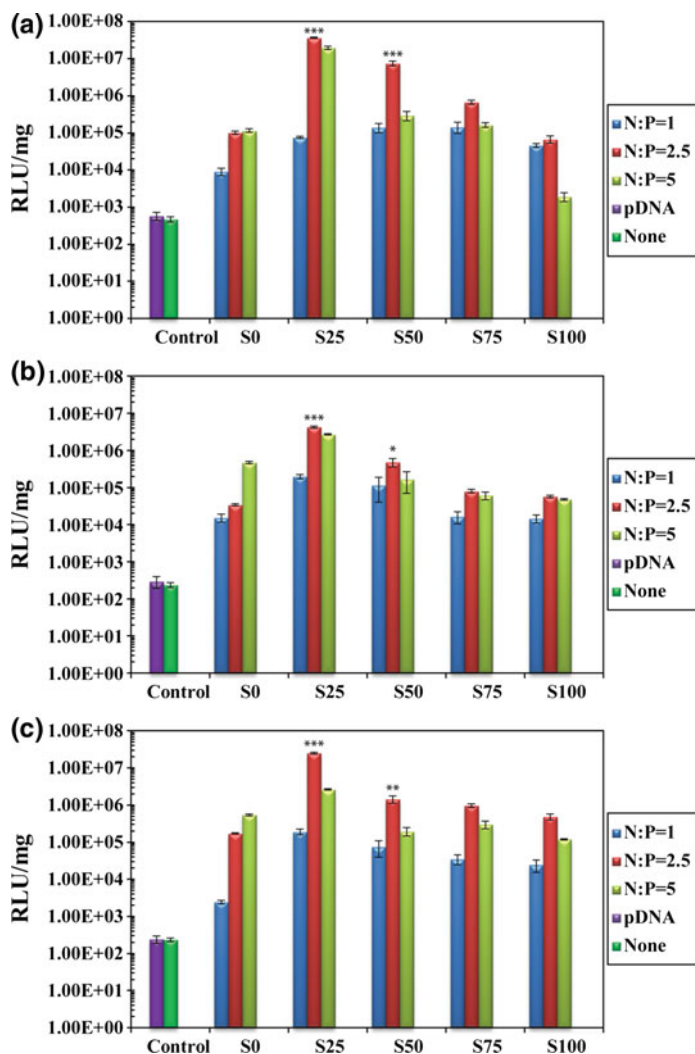 (a)
RLU/mg
1.00E+08
1.00E+07
1.00E+06
1.00E+05
1.00E+04
1.00E+03
1.00E+02
1.00E+01
1.00E+00
***
***
Control S0 S25 S50 S75 S100
N:P=1
N:P=2.5
N:P=5
pDNA
None
(b)
RLU/mg
1.00E+08
1.00E+07
1.00E+06
1.00E+05
1.00E+04
1.00E+03
1.00E+02
1.00E+01
1.00E+00
***
*
Control S0 S25 S50 S75 S100
N:P=1
N:P=2.5
N:P=5
pDNA
None
(c)
RLU/mg
1.00E+08
1.00E+07
1.00E+06
1.00E+05
1.00E+04
1.00E+03
1.00E+02
1.00E+01
1.00E+00
***
**
Control S0 S25 S50 S75 S100
N:P=1
N:P=2.5
N:P=5
pDNA
None